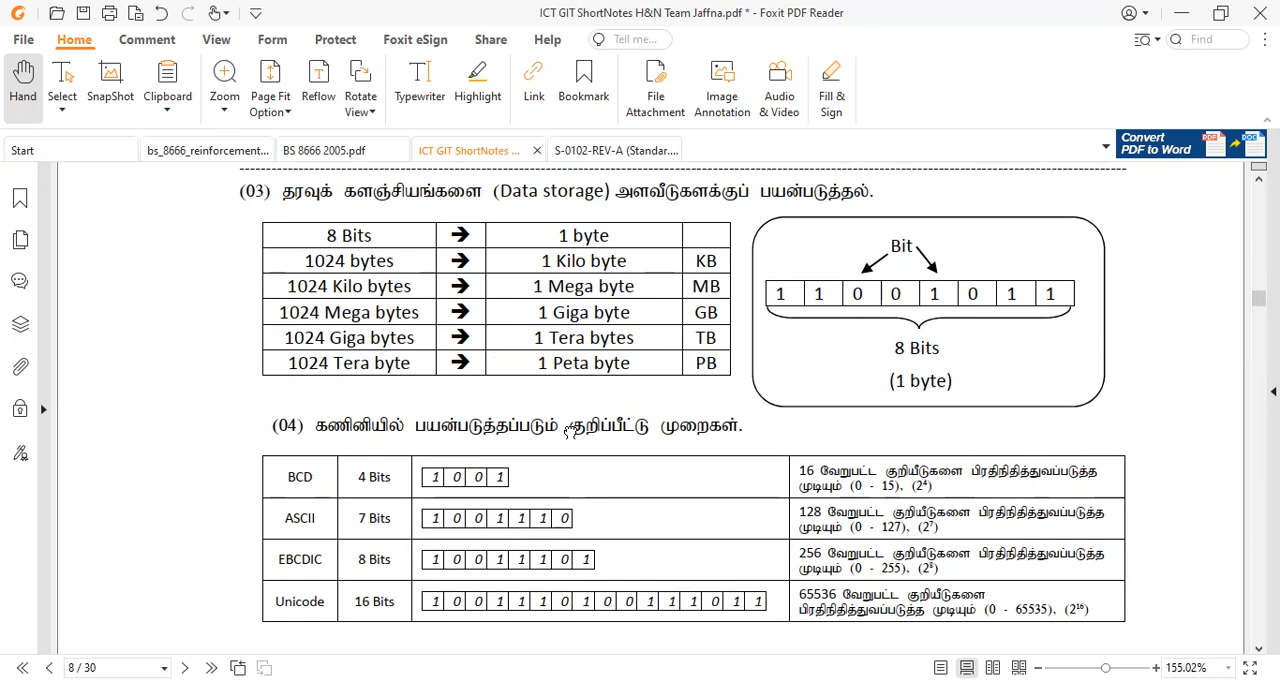 ICT GIT ShortNotes H&N Team Jaffna.pdf * - Foxit PDF Reader
File Home Comment View Form Protect Foxit eSign Share Help Tell me... Find
Hand Select SnapShot Clipboard Zoom Page Fit Option Reflow Rotate View Typewriter Highlight Link Bookmark File Attachment Image Annotation Audio & Video Fill & Sign
Start bs_8666_reinforcement... BS 8666 2005.pdf ICT GIT ShortNotes ... S-0102-REV-A (Standar....
Convert PDF to Word PDF DOC
(03) தரவுக் களஞ்சியங்களை (Data storage) அளவீடுகளக்குப் பயன்படுத்தல்.
8 Bits ➔ 1 byte
1024 bytes ➔ 1 Kilo byte KB
1024 Kilo bytes ➔ 1 Mega byte MB
1024 Mega bytes ➔ 1 Giga byte GB
1024 Giga bytes ➔ 1 Tera bytes TB
1024 Tera byte ➔ 1 Peta byte PB
Bit
1 1 0 0 1 0 1 1
8 Bits
(1 byte)
(04) கணினியில் பயன்படுத்தப்படும் குறிப்பீட்டு முறைகள்.
BCD 4 Bits 1 0 0 1 16 வேறுபட்ட குறியீடுகளை பிரதிநிதித்துவப்படுத்த
முடியும் (0 - 15), (2⁴)
ASCII 7 Bits 1 0 0 1 1 1 0 128 வேறுபட்ட குறியீடுகளை பிரதிநிதித்துவப்படுத்த
முடியும் (0 - 127), (2⁷)
EBCDIC 8 Bits 1 0 0 1 1 1 0 1 256 வேறுபட்ட குறியீடுகளை பிரதிநிதித்துவப்படுத்த
முடியும் (0 - 255), (2⁸)
Unicode 16 Bits 1 0 0 1 1 1 0 1 0 0 1 1 1 0 1 1 65536 வேறுபட்ட குறியீடுகளை
பிரதிநிதித்துவப்படுத்த முடியும் (0 - 65535), (2¹⁶)
8 / 30 155.02%